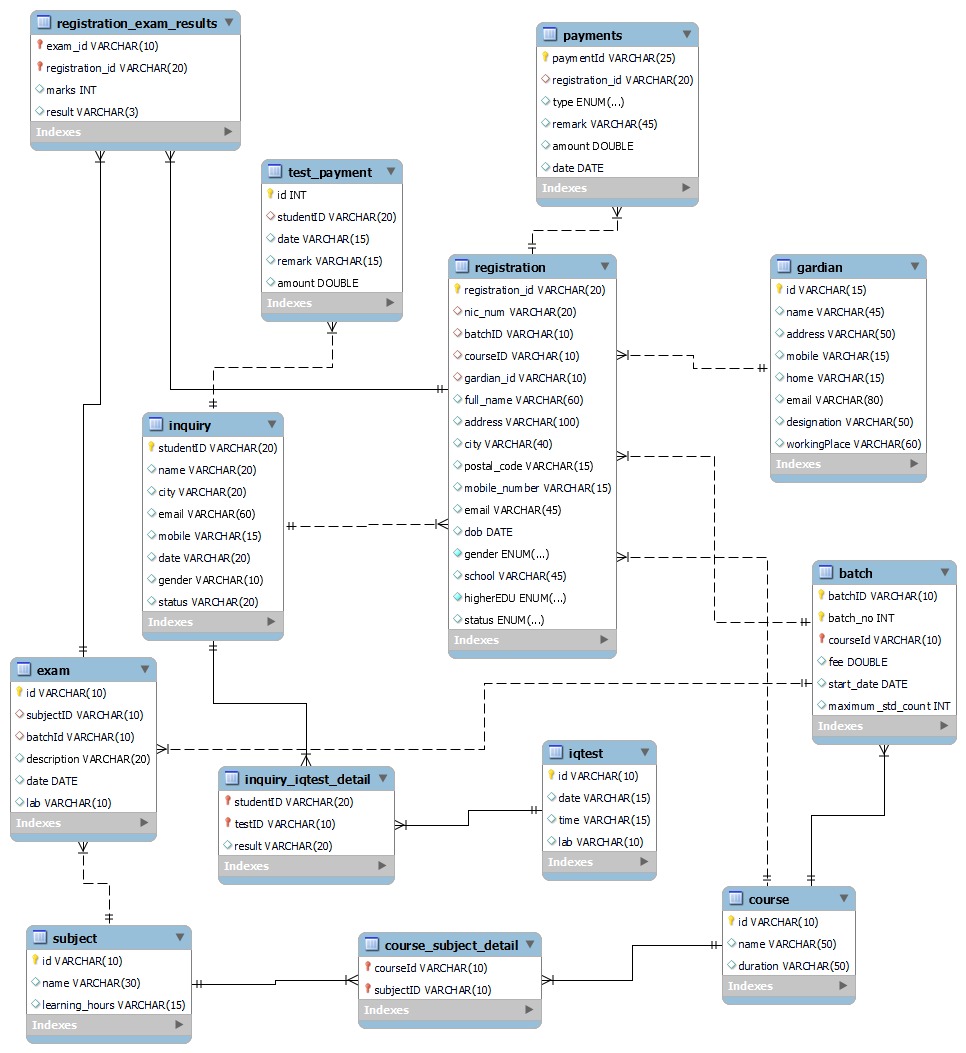 registration_exam_results
exam_id VARCHAR(10)
registration_id VARCHAR(20)
marks INT
result VARCHAR(3)
Indexes
payments
paymentId VARCHAR(25)
registration_id VARCHAR(20)
type ENUM(...)
remark VARCHAR(45)
amount DOUBLE
date DATE
Indexes
test_payment
id INT
studentID VARCHAR(20)
date VARCHAR(15)
remark VARCHAR(15)
amount DOUBLE
Indexes
registration
registration_id VARCHAR(20)
nic_num VARCHAR(20)
batchID VARCHAR(10)
courseID VARCHAR(10)
gardian_id VARCHAR(10)
full_name VARCHAR(60)
address VARCHAR(100)
city VARCHAR(40)
postal_code VARCHAR(15)
mobile_number VARCHAR(15)
email VARCHAR(45)
dob DATE
gender ENUM(...)
school VARCHAR(45)
higherEDU ENUM(...)
status ENUM(...)
Indexes
gardian
id VARCHAR(15)
name VARCHAR(45)
address VARCHAR(50)
mobile VARCHAR(15)
home VARCHAR(15)
email VARCHAR(80)
designation VARCHAR(50)
workingPlace VARCHAR(60)
Indexes
inquiry
studentID VARCHAR(20)
name VARCHAR(20)
city VARCHAR(20)
email VARCHAR(60)
mobile VARCHAR(15)
date VARCHAR(20)
gender VARCHAR(10)
status VARCHAR(20)
Indexes
batch
batchID VARCHAR(10)
batch_no INT
courseId VARCHAR(10)
fee DOUBLE
start_date DATE
maximum_std_count INT
Indexes
exam
id VARCHAR(10)
subjectID VARCHAR(10)
batchId VARCHAR(10)
description VARCHAR(20)
date DATE
lab VARCHAR(10)
Indexes
inquiry_iqtest_detail
studentID VARCHAR(20)
testID VARCHAR(10)
result VARCHAR(20)
Indexes
iqtest
id VARCHAR(10)
date VARCHAR(15)
time VARCHAR(15)
lab VARCHAR(10)
Indexes
course
id VARCHAR(10)
name VARCHAR(50)
duration VARCHAR(50)
Indexes
subject
id VARCHAR(10)
name VARCHAR(30)
learning_hours VARCHAR(15)
Indexes
course_subject_detail
courseId VARCHAR(10)
subjectID VARCHAR(10)
Indexes